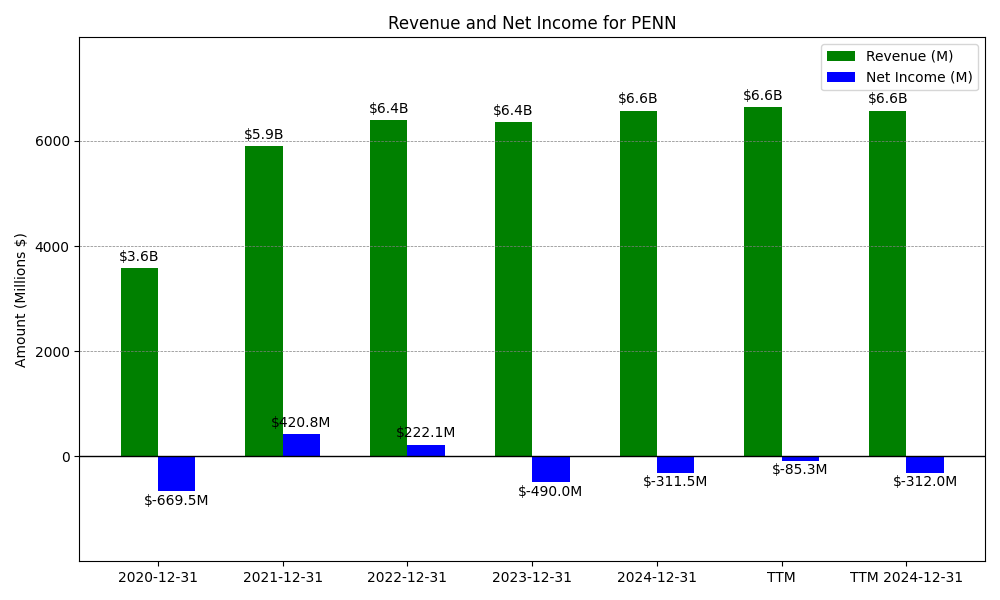 Revenue and Net Income for PENN
Revenue (M)
Net Income (M)
Amount (Millions $)
6000
4000
2000
0
$3.6B
$5.9B
$6.4B
$6.4B
$6.6B
$6.6B
$6.6B
$-669.5M
$420.8M
$222.1M
$-490.0M
$-311.5M
$-85.3M
$-312.0M
2020-12-31
2021-12-31
2022-12-31
2023-12-31
2024-12-31
TTM
TTM 2024-12-31